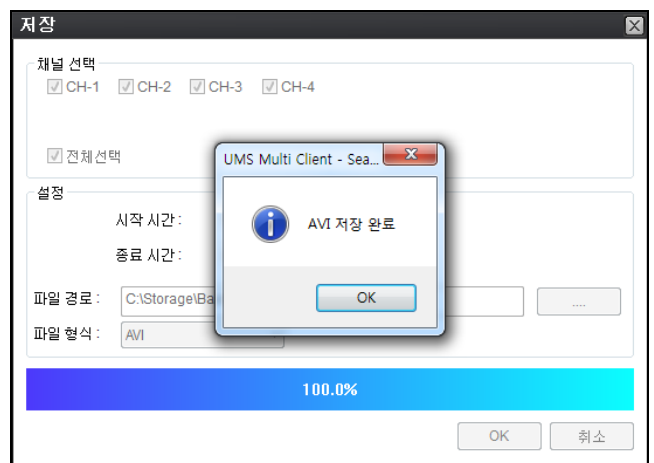 저장
채널 선택
CH-1 CH-2 CH-3 CH-4
전체선택
UMS Multi Client - Sea...
설정
시작 시간 :
AVI 저장 완료
종료 시간 :
OK
파일 경로 : C:\Storage\Ba ....
파일 형식 : AVI
100.0%
OK 취소